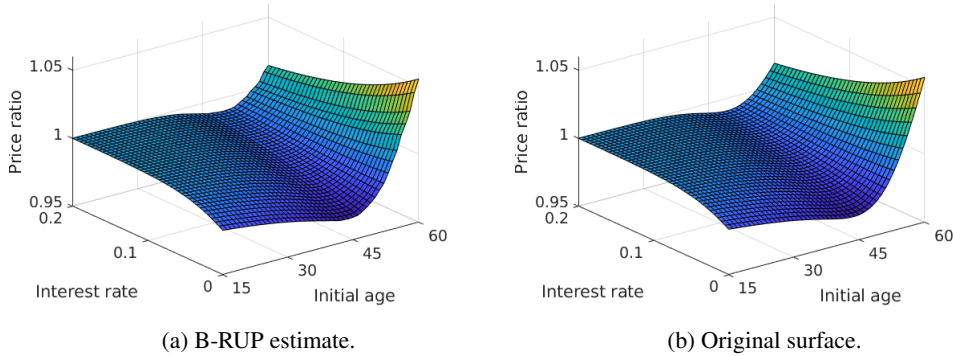 1.05
1
0.95
Price ratio
0.2
0.1
0
Interest rate
15
30
45
60
Initial age
(a) B-RUP estimate.
1.05
1
0.95
Price ratio
0.2
0.1
0
Interest rate
15
30
45
60
Initial age
(b) Original surface.